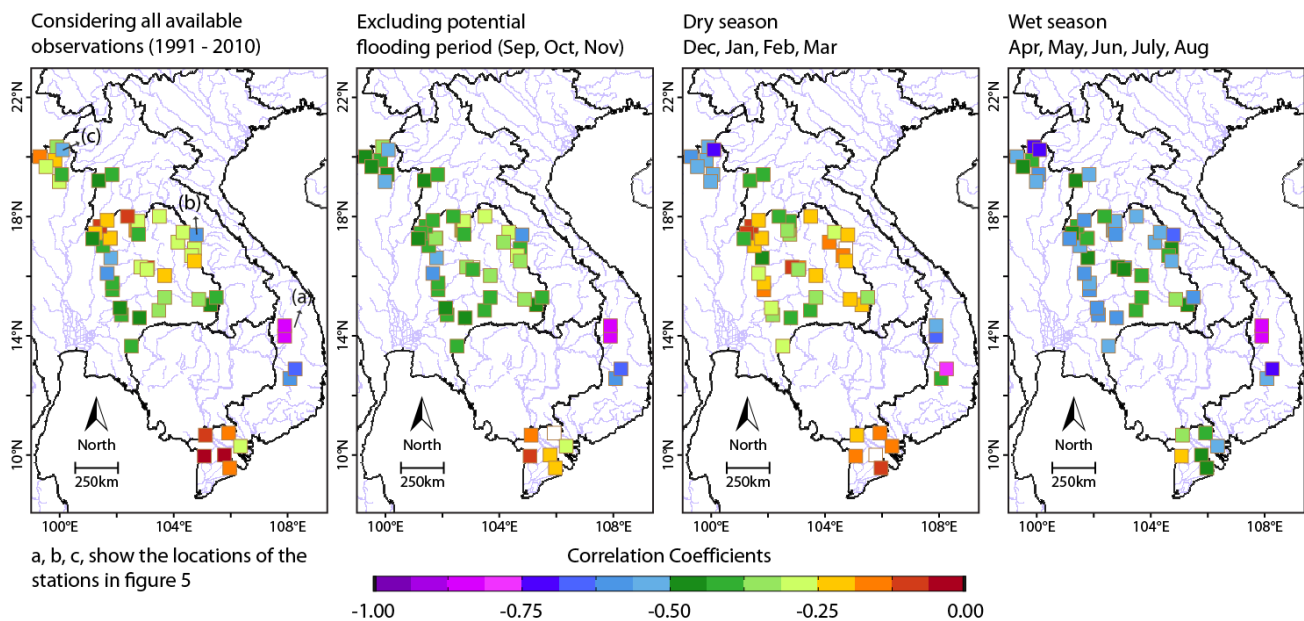 Considering all available
observations (1991 - 2010)
Excluding potential
flooding period (Sep, Oct, Nov)
Dry season
Dec, Jan, Feb, Mar
Wet season
Apr, May, Jun, July, Aug
22°N
18°N
14°N
10°N
(c)
(b)
(a)
North
250km
100°E
104°E
108°E
22°N
18°N
14°N
10°N
North
250km
100°E
104°E
108°E
22°N
18°N
14°N
10°N
North
250km
100°E
104°E
108°E
22°N
18°N
14°N
10°N
North
250km
100°E
104°E
108°E
a, b, c, show the locations of the
stations in figure 5
Correlation Coefficients
-1.00 -0.75 -0.50 -0.25 0.00